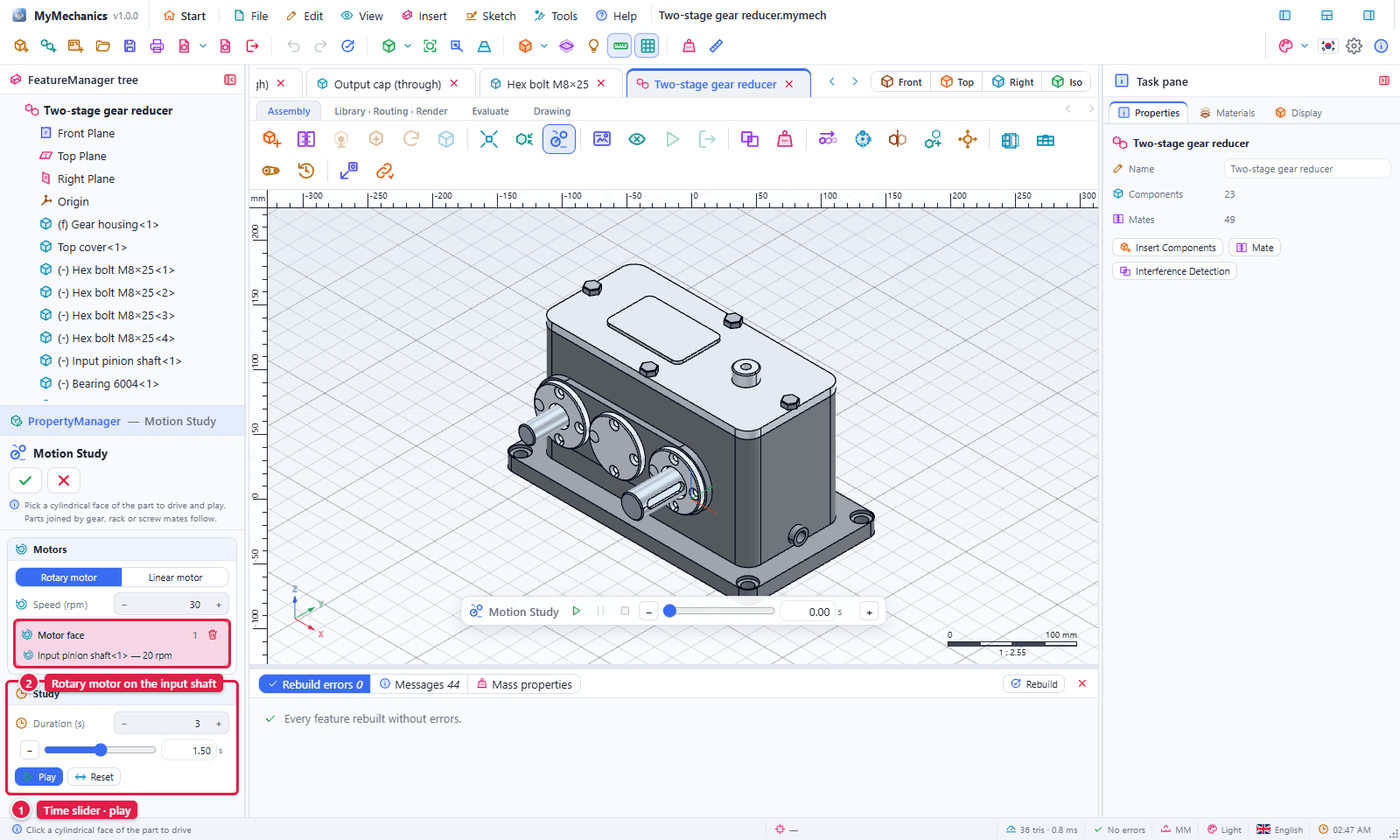 MyMechanics v1.0.0
Start
File
Edit
View
Insert
Sketch
Tools
Help
Two-stage gear reducer.mymech
FeatureManager tree
Two-stage gear reducer
Front Plane
Top Plane
Right Plane
Origin
(f) Gear housing<1>
Top cover<1>
(-) Hex bolt M8×25<1>
(-) Hex bolt M8×25<2>
(-) Hex bolt M8×25<3>
(-) Hex bolt M8×25<4>
(-) Input pinion shaft<1>
(-) Bearing 6004<1>
PropertyManager — Motion Study
Motion Study
Pick a cylindrical face of the part to drive and play.
Parts joined by gear, rack or screw mates follow.
Motors
Rotary motor
Linear motor
Speed (rpm)
− 30 +
Motor face 1
Input pinion shaft<1> — 20 rpm
2 Rotary motor on the input shaft
Study
Duration (s)
− 3 +
− 1.50 s
Play
Reset
1 Time slider · play
Click a cylindrical face of the part to drive
Output cap (through)
Hex bolt M8×25
Two-stage gear reducer
Front
Top
Right
Iso
Assembly
Library · Routing · Render
Evaluate
Drawing
mm
-300 -250 -200 -150 -100 -50 0 50 100 150 200 250 300
200
150
100
50
0
-50
-100
Z
Y
X
Motion Study
− 0.00 s +
0 100 mm
1 : 2.55
Rebuild errors 0
Messages 44
Mass properties
Rebuild
Every feature rebuilt without errors.
Task pane
Properties
Materials
Display
Two-stage gear reducer
Name
Two-stage gear reducer
Components 23
Mates 49
Insert Components
Mate
Interference Detection
—
36 tris · 0.8 ms
No errors
MM
Light
English
02:47 AM